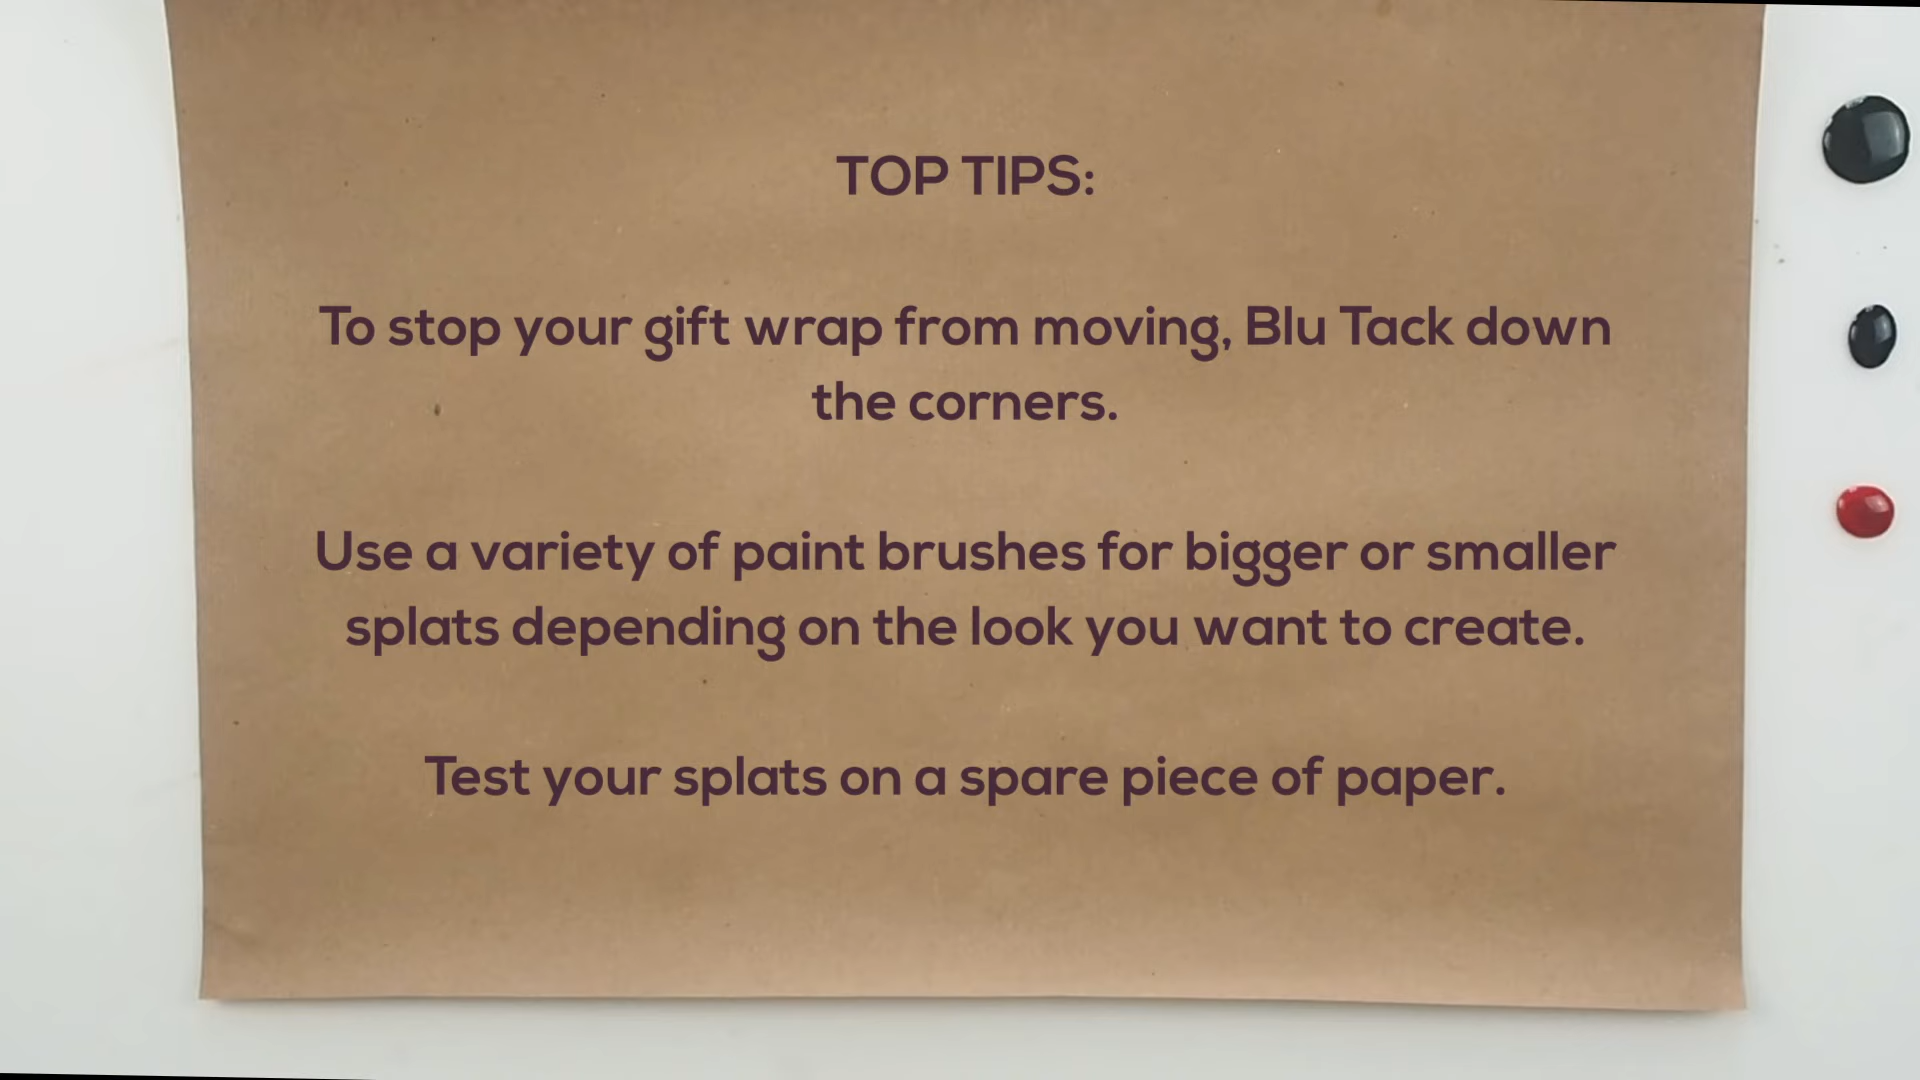 TOP TIPS:
To stop your gift wrap from moving, Blu Tack down
the corners.
Use a variety of paint brushes for bigger or smaller
splats depending on the look you want to create.
Test your splats on a spare piece of paper.